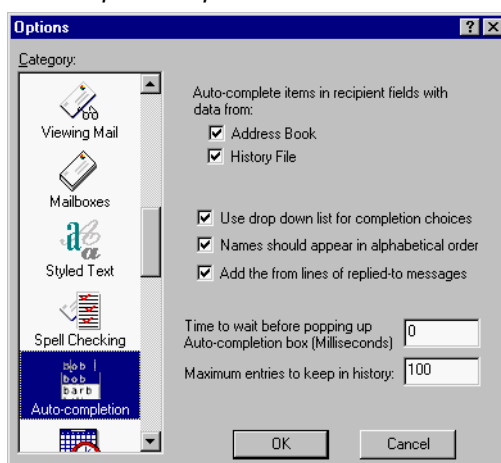 Options
Category:
Viewing Mail
Mailboxes
Styled Text
Spell Checking
bob
bob
barb
Auto-completion
Auto-complete items in recipient fields with
data from:
Address Book
History File
Use drop down list for completion choices
Names should appear in alphabetical order
Add the from lines of replied-to messages
Time to wait before popping up
Auto-completion box (Milliseconds)
0
Maximum entries to keep in history:
100
OK
Cancel